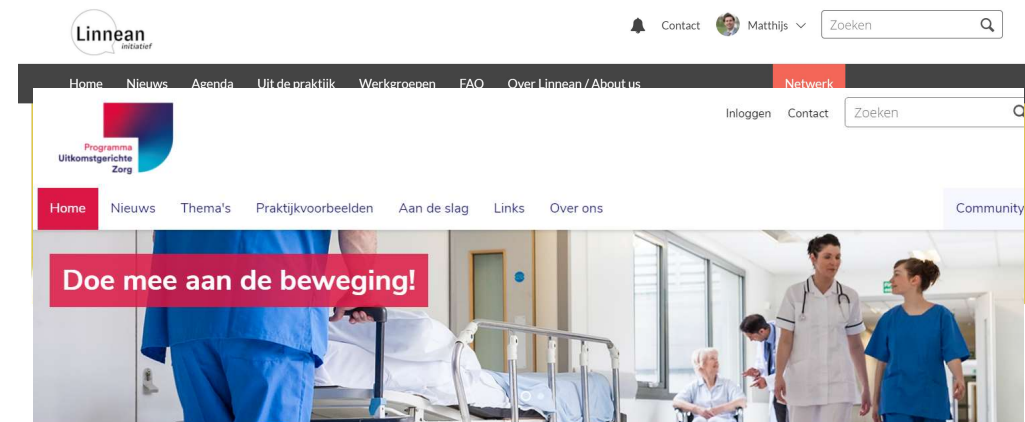 Linnean
initiatief
Contact Matthijs Zoeken
Home Nieuws Agenda Uit de praktijk Werkgroepen FAQ Over Linnean / About us Netwerk
Inloggen Contact Zoeken
Programma
Uitkomstgerichte
Zorg
Home Nieuws Thema's Praktijkvoorbeelden Aan de slag Links Over ons Community
Doe mee aan de beweging!